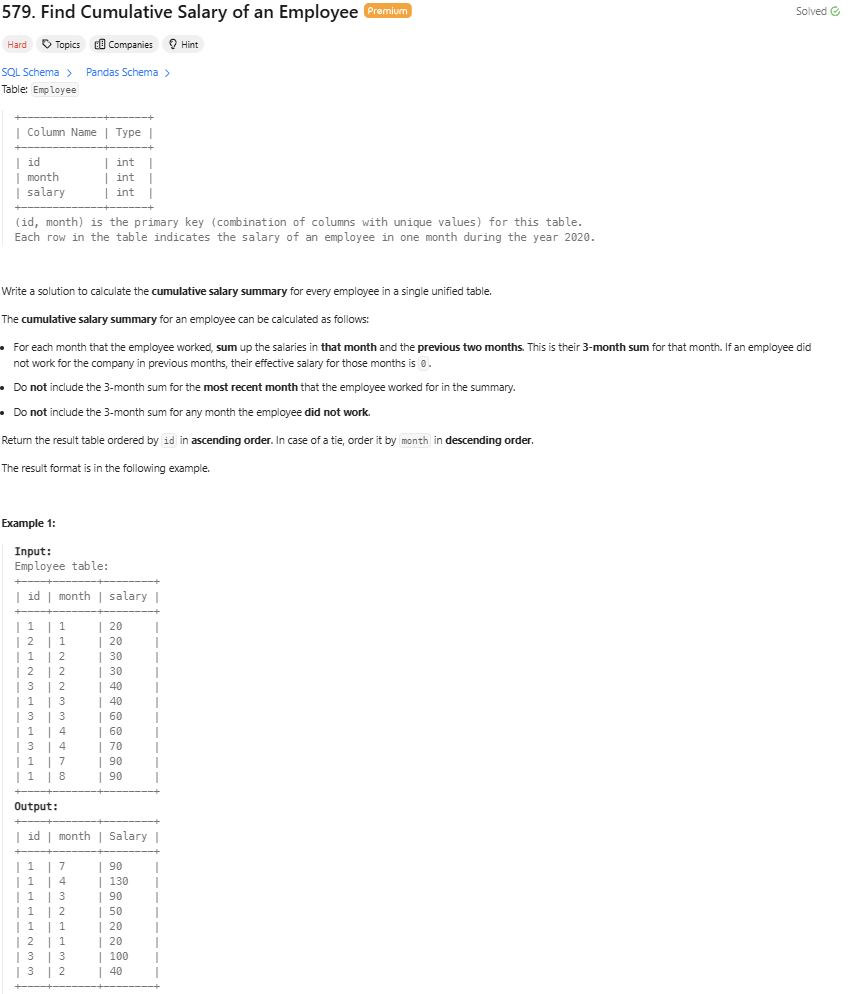 579. Find Cumulative Salary of an Employee Premium Solved
Hard Topics Companies Hint
SQL Schema > Pandas Schema >
Table: Employee
+-------------+------+
| Column Name | Type |
+-------------+------+
| id          | int  |
| month       | int  |
| salary      | int  |
+-------------+------+
(id, month) is the primary key (combination of columns with unique values) for this table.
Each row in the table indicates the salary of an employee in one month during the year 2020.
Write a solution to calculate the cumulative salary summary for every employee in a single unified table.
The cumulative salary summary for an employee can be calculated as follows:
• For each month that the employee worked, sum up the salaries in that month and the previous two months. This is their 3-month sum for that month. If an employee did
not work for the company in previous months, their effective salary for those months is 0.
• Do not include the 3-month sum for the most recent month that the employee worked for in the summary.
• Do not include the 3-month sum for any month the employee did not work.
Return the result table ordered by id in ascending order. In case of a tie, order it by month in descending order.
The result format is in the following example.
Example 1:
Input:
Employee table:
+----+-------+--------+
| id | month | salary |
+----+-------+--------+
| 1  | 1     | 20     |
| 2  | 1     | 20     |
| 1  | 2     | 30     |
| 2  | 2     | 30     |
| 3  | 2     | 40     |
| 1  | 3     | 40     |
| 3  | 3     | 60     |
| 1  | 4     | 60     |
| 3  | 4     | 70     |
| 1  | 7     | 90     |
| 1  | 8     | 90     |
+----+-------+--------+
Output:
+----+-------+--------+
| id | month | Salary |
+----+-------+--------+
| 1  | 7     | 90     |
| 1  | 4     | 130    |
| 1  | 3     | 90     |
| 1  | 2     | 50     |
| 1  | 1     | 20     |
| 2  | 1     | 20     |
| 3  | 3     | 100    |
| 3  | 2     | 40     |
+----+-------+--------+